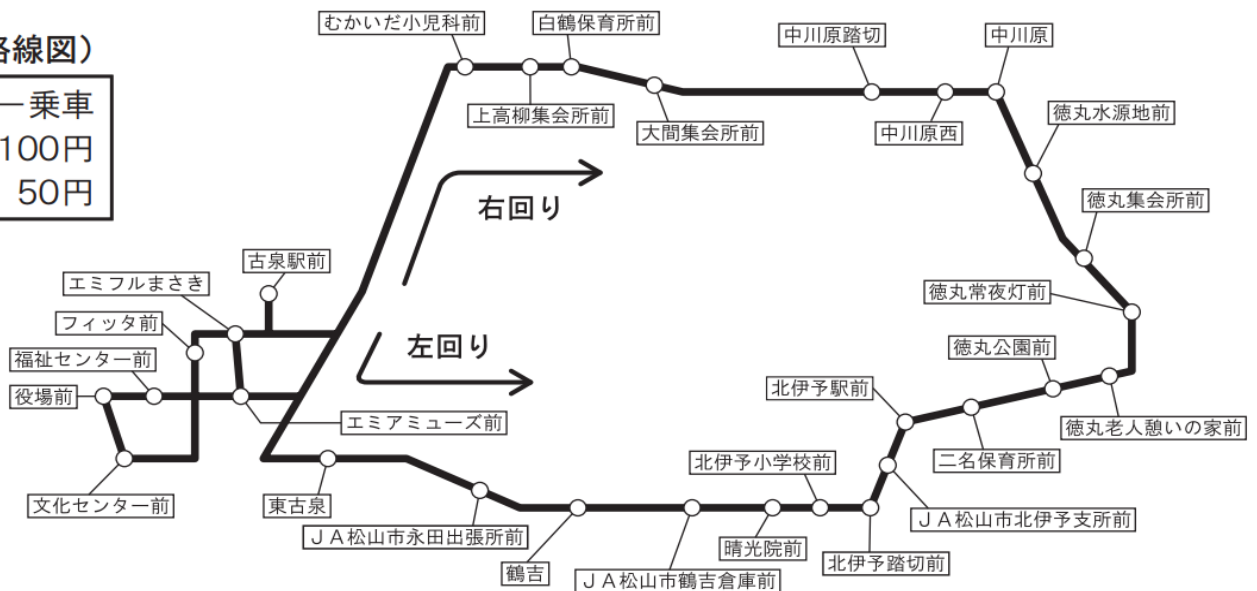 路線図）
一乗車
100円
50円
むかいだ小児科前
白鶴保育所前
中川原踏切
中川原
上高柳集会所前
大間集会所前
中川原西
徳丸水源地前
徳丸集会所前
右回り
古泉駅前
エミフルまさき
フィッタ前
福祉センター前
役場前
左回り
徳丸常夜灯前
徳丸公園前
北伊予駅前
エミアミューズ前
徳丸老人憩いの家前
北伊予小学校前
二名保育所前
文化センター前
東古泉
ＪＡ松山市永田出張所前
ＪＡ松山市北伊予支所前
晴光院前
北伊予踏切前
鶴吉
ＪＡ松山市鶴吉倉庫前